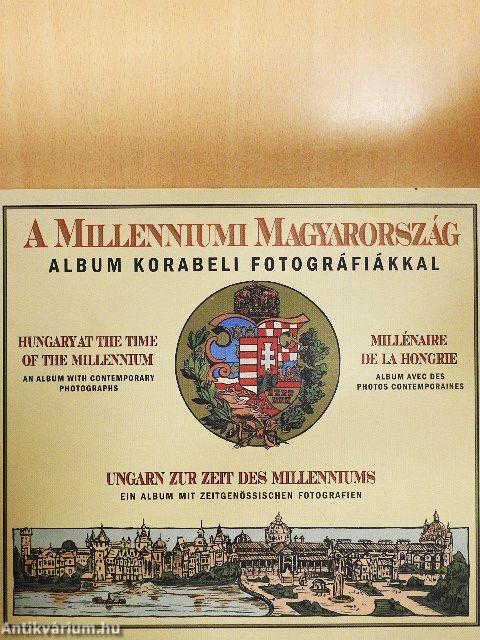 A MILLENNIUMI MAGYARORSZÁG
ALBUM KORABELI FOTOGRÁFIÁKKAL
HUNGARY AT THE TIME
OF THE MILLENNIUM
AN ALBUM WITH CONTEMPORARY
PHOTOGRAPHS
MILLÉNAIRE
DE LA HONGRIE
ALBUM AVEC DES
PHOTOS CONTEMPORAINES
UNGARN ZUR ZEIT DES MILLENNIUMS
EIN ALBUM MIT ZEITGENÖSSISCHEN FOTOGRAFIEN
Antikvárium.hu